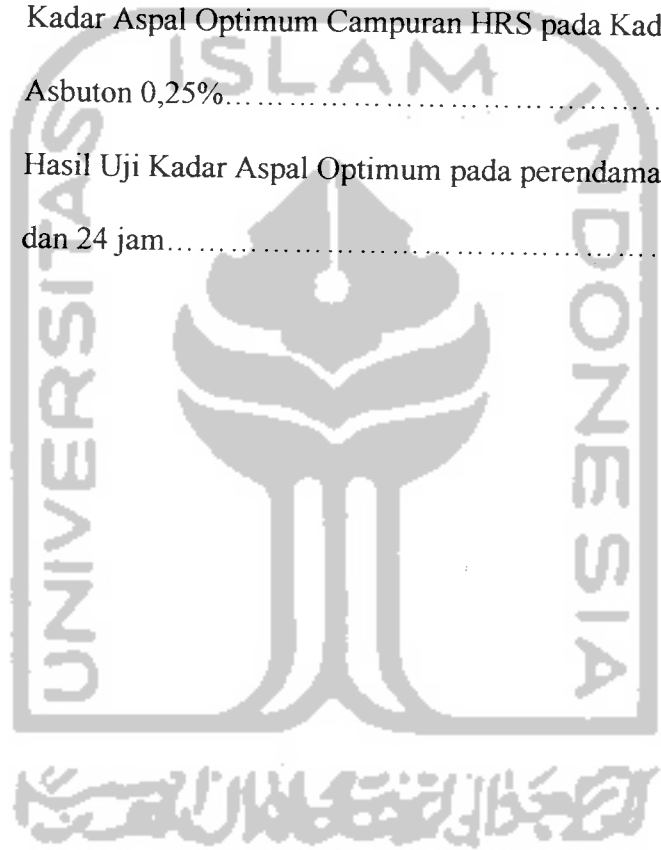 Kadar Aspal Optimum Campuran HRS pada Kad
Asbuton 0,25%……………………………………
Hasil Uji Kadar Aspal Optimum pada perendama
dan 24 jam……………………………………………
ISLAM
UNIVERSITAS
INDONESIA